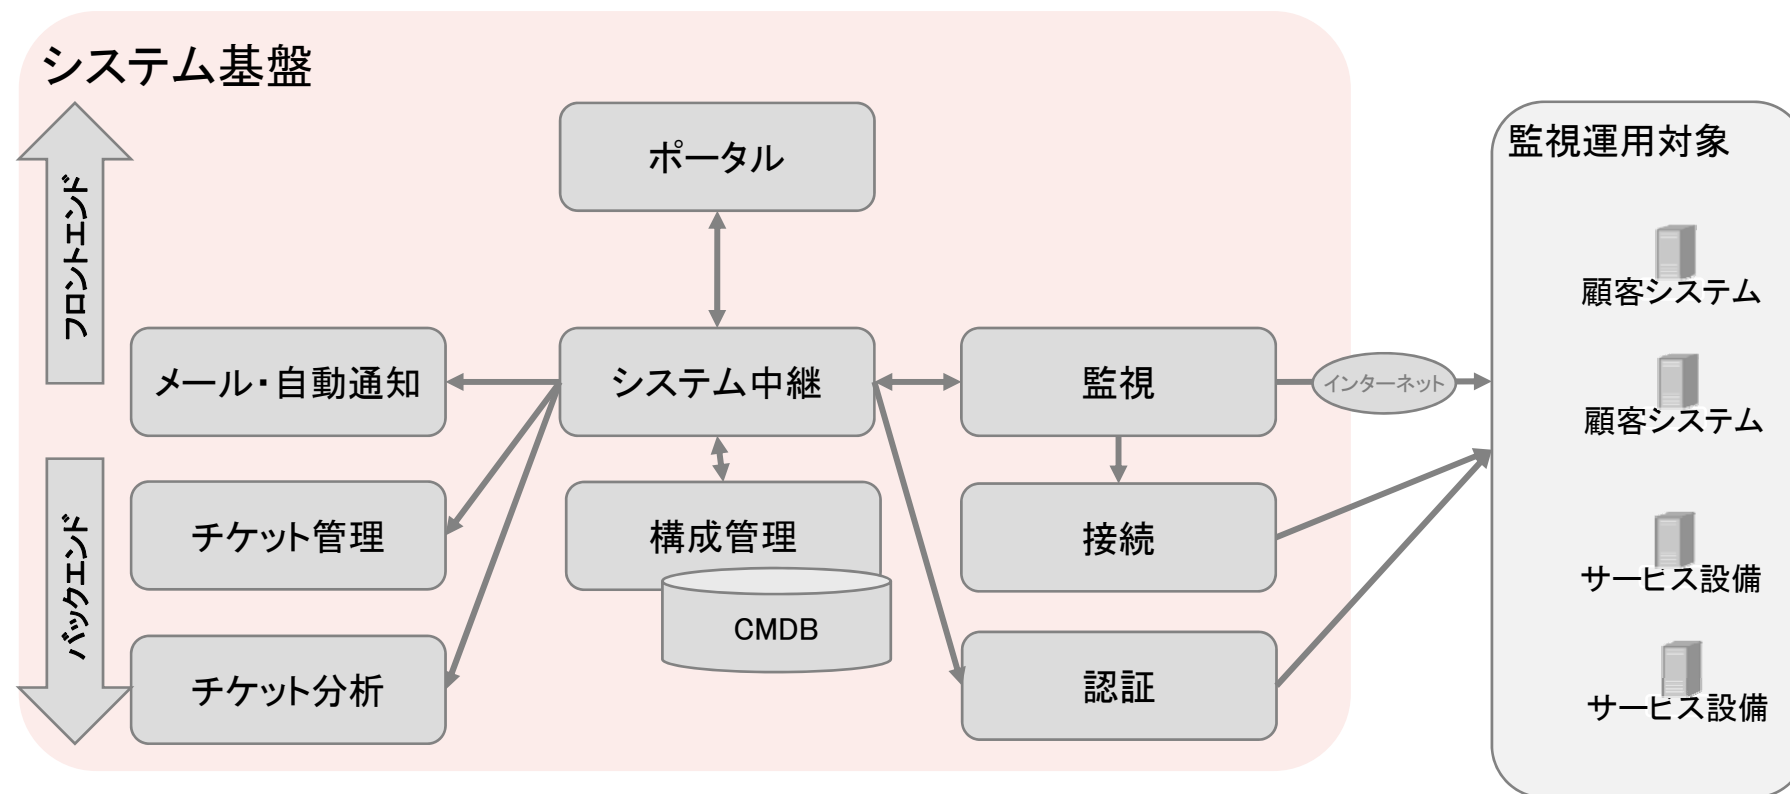 システム基盤
フロントエンド
バックエンド
ポータル
メール・自動通知
システム中継
監視
インターネット
チケット管理
構成管理
CMDB
接続
チケット分析
認証
監視運用対象
顧客システム
顧客システム
サービス設備
サービス設備